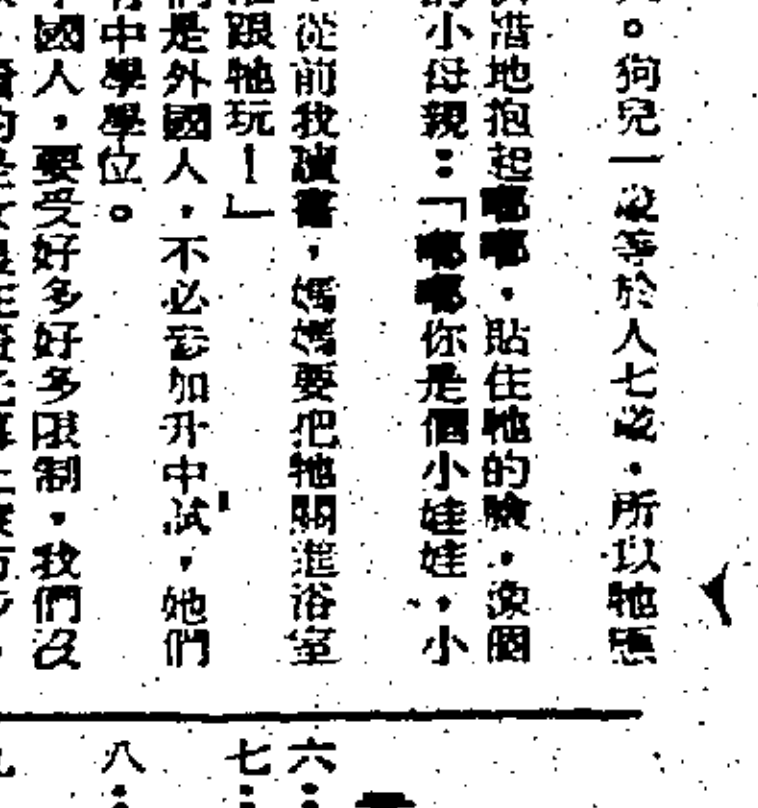 。狗兒一歲等於人七歲，所以牠應
惜地抱起嘟嘟，貼住牠的臉，像個
的小母親：「嘟嘟你是個小娃娃，小
從前我讀書，媽媽要把牠關進浴室
跟牠玩！」
們是外國人，不必參加升中試，她們
中學學位。
國人，要受好多好多限制，我們沒
六：
七：
八：